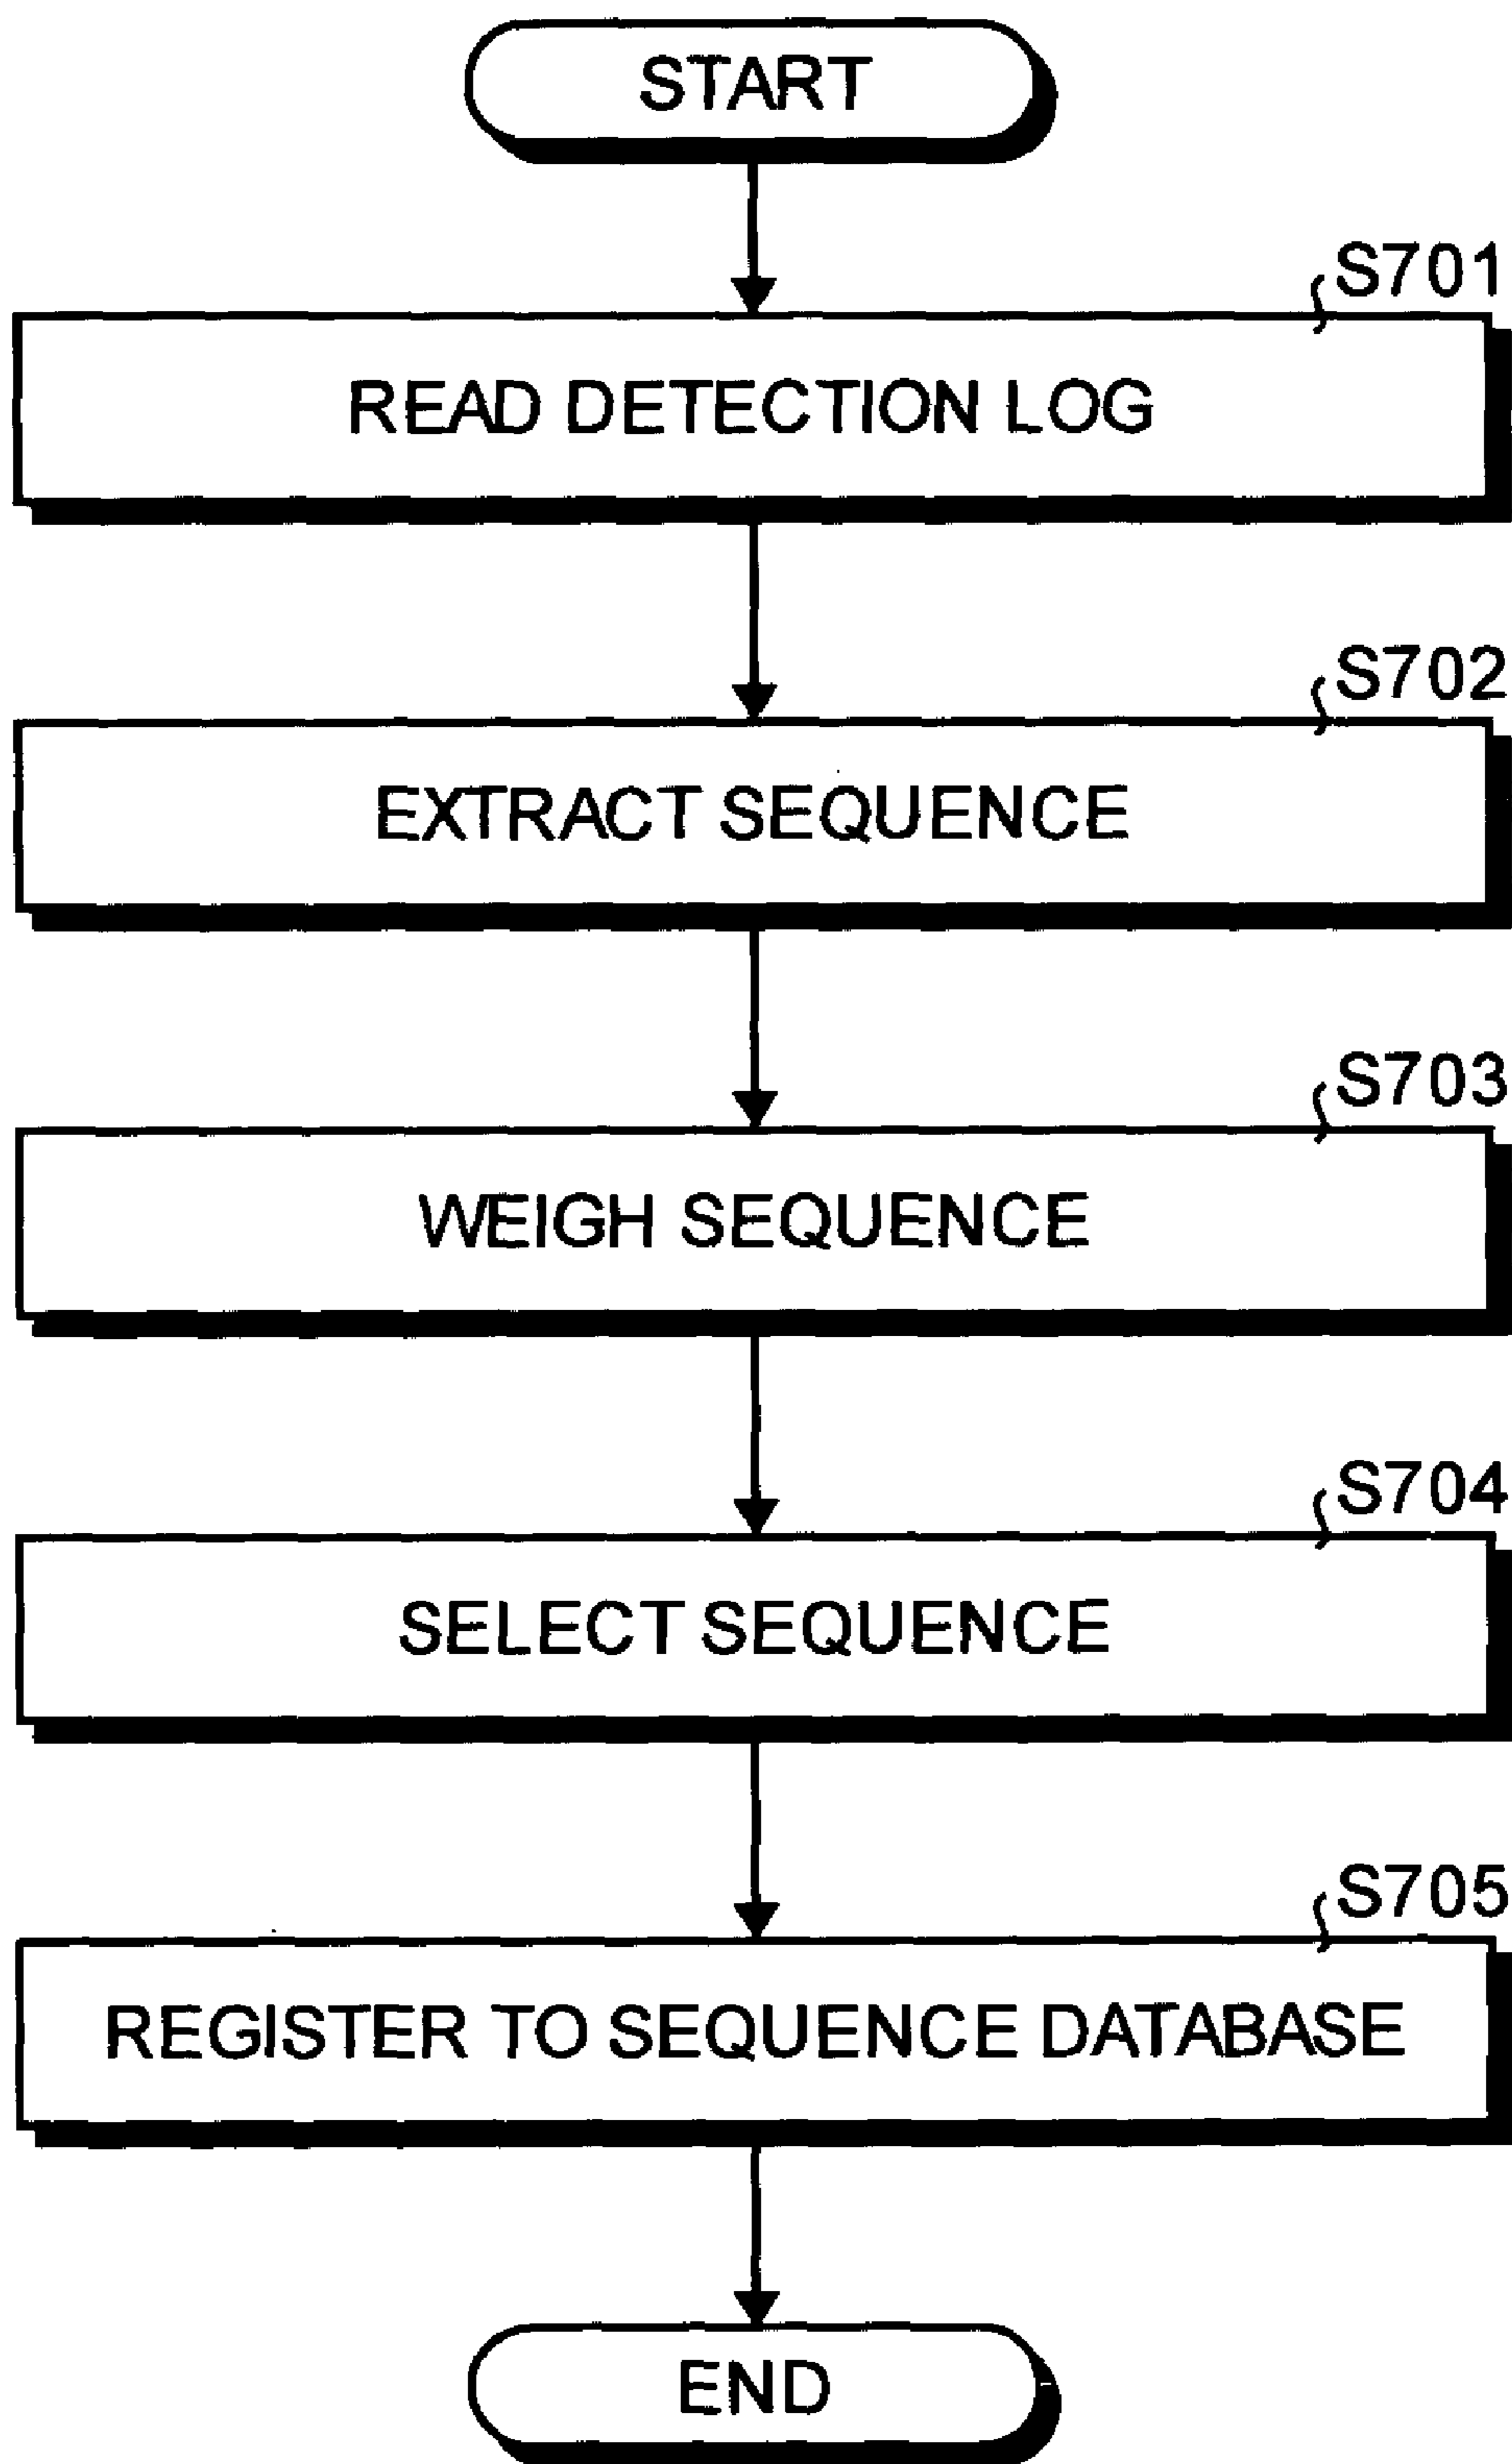 START
S701
READ DETECTION LOG
S702
EXTRACT SEQUENCE
S703
WEIGH SEQUENCE
S704
SELECT SEQUENCE
S705
REGISTER TO SEQUENCE DATABASE
END